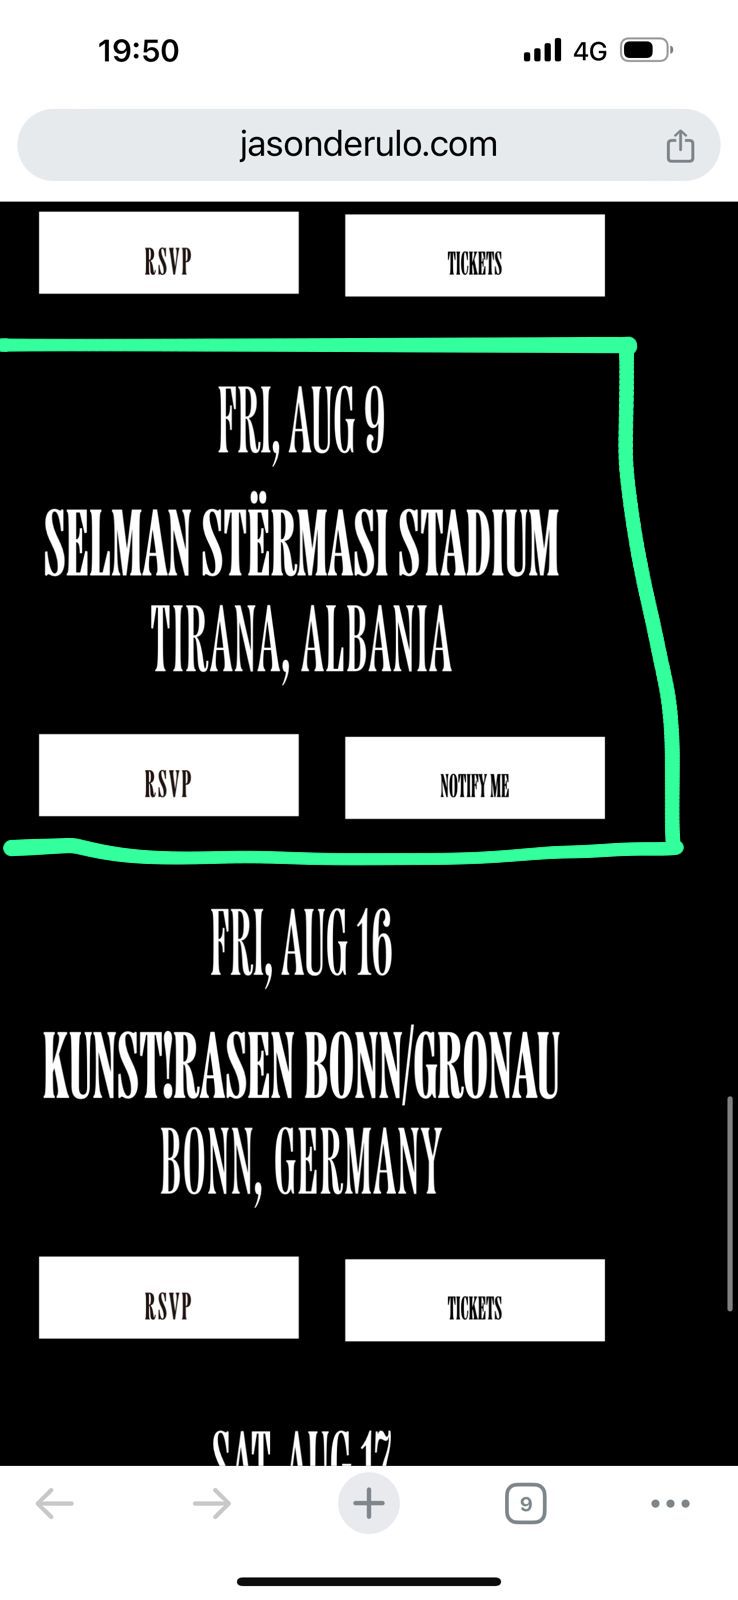 19:50
4G
jasonderulo.com
RSVP
TICKETS
FRI, AUG 9
SELMAN STËRMASI STADIUM
TIRANA, ALBANIA
RSVP
NOTIFY ME
FRI, AUG 16
KUNST!RASEN BONN/GRONAU
BONN, GERMANY
RSVP
TICKETS
SAT, AUG 17
9